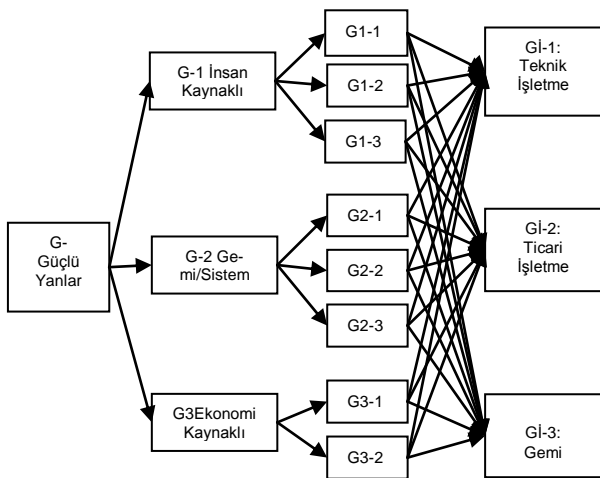 G-
Güçlü
Yanlar
G-1 İnsan
Kaynaklı
G-2 Ge-
mi/Sistem
G3Ekonomi
Kaynaklı
G1-1
G1-2
G1-3
G2-1
G2-2
G2-3
G3-1
G3-2
Gİ-1:
Teknik
İşletme
Gİ-2:
Ticari
İşletme
Gİ-3:
Gemi